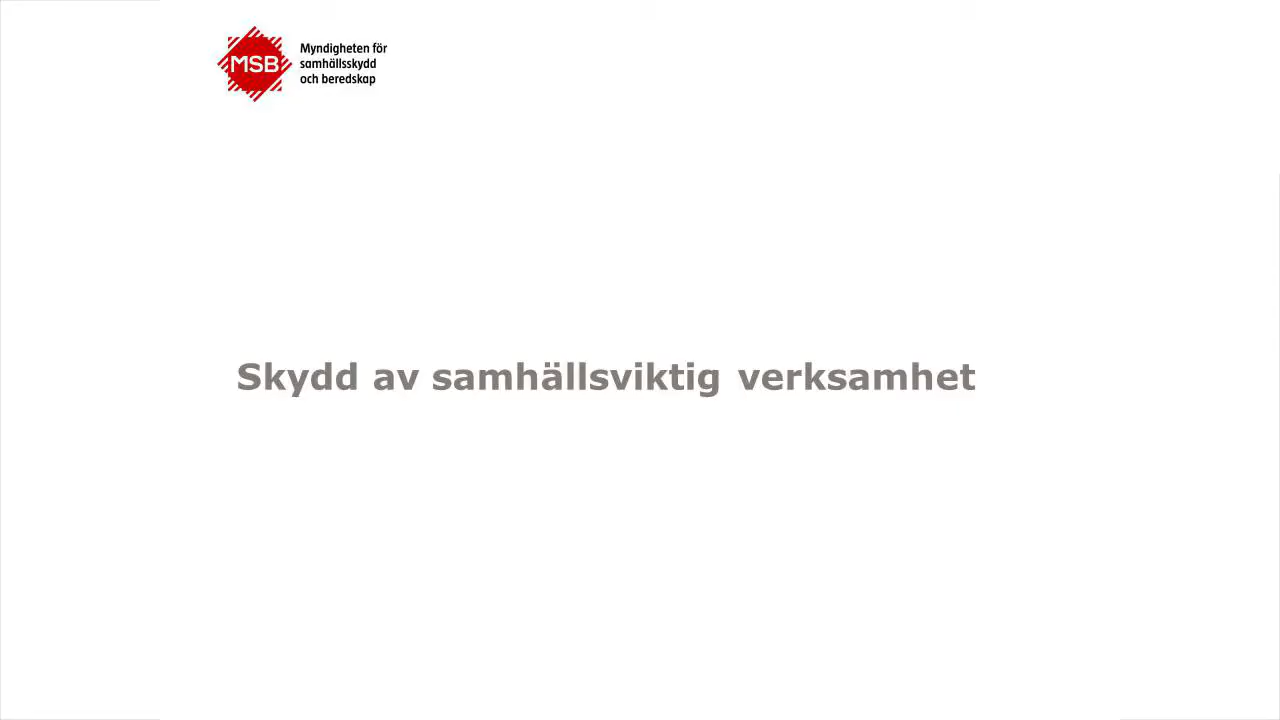 MSB
Myndigheten för
samhällsskydd
och beredskap
Skydd av samhällsviktig verksamhet